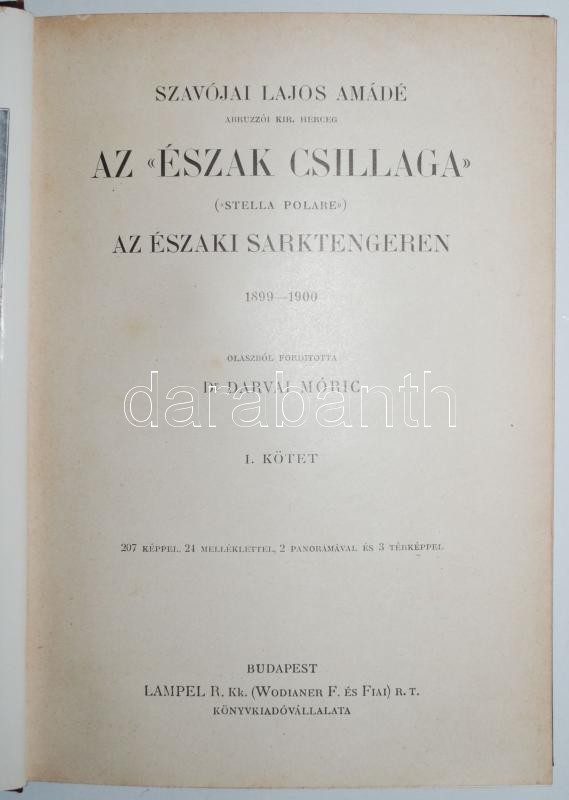 SZAVÓJAI LAJOS AMÁDÉ
ABRUZZÓI KIR. HERCEG
AZ «ÉSZAK CSILLAGA»
(«STELLA POLARE»)
AZ ÉSZAKI SARKTENGEREN
1899—1900
OLASZBÓL FORDÍTOTTA
Dr DARVAI MÓRIC
darabanth
I. KÖTET
207 KÉPPEL, 24 MELLÉKLETTEL, 2 PANORÁMÁVAL ÉS 3 TÉRKÉPPEL
BUDAPEST
LAMPEL R. Kk. (WODIANER F. ÉS FIAI) R. T.
KÖNYVKIADÓVÁLLALATA